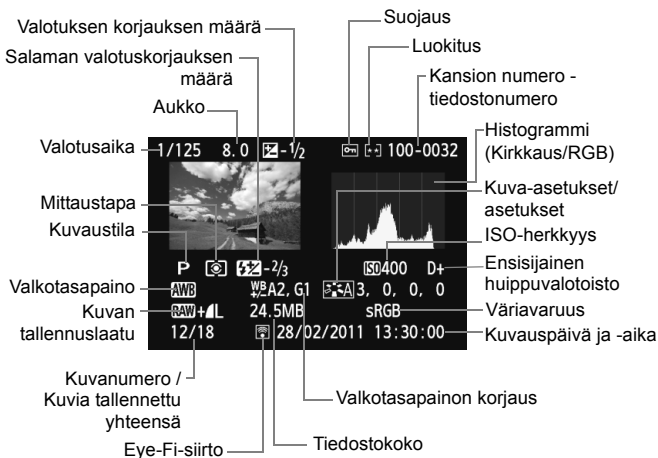 Valotuksen korjauksen määrä
Suojaus
Salaman valotuskorjauksen
määrä
Luokitus
Kansion numero -
tiedostonumero
Aukko
Valotusaika
1/125 8.0 -1/2 100-0032
Histogrammi
(Kirkkaus/RGB)
Mittaustapa
Kuva-asetukset/
asetukset
Kuvaustila
ISO-herkkyys
P -2/3 ISO400 D+
Ensisijainen
huippuvalotoisto
Valkotasapaino
AWB WB A2, G1 A 3, 0, 0, 0
Kuvan
tallennuslaatu
RAW+L 24.5MB sRGB
Väriavaruus
12/18 28/02/2011 13:30:00
Kuvauspäivä ja -aika
Kuvanumero /
Kuvia tallennettu
yhteensä
Valkotasapainon korjaus
Eye-Fi-siirto
Tiedostokoko